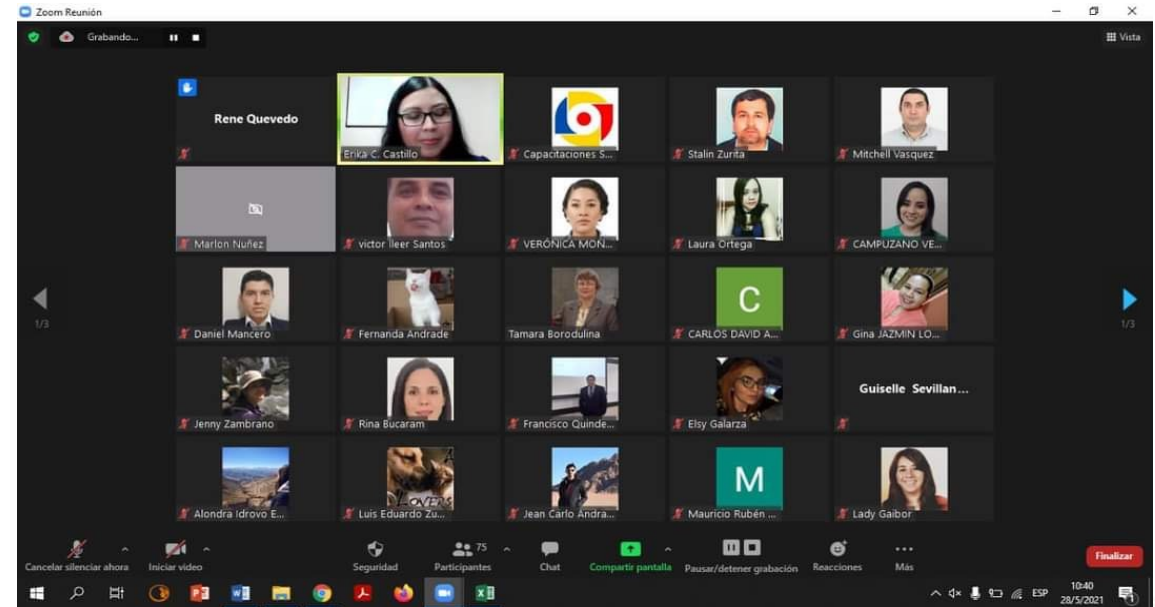 Zoom Reunión
Grabando...
Vista
Rene Quevedo
Erika C. Castillo
Capacitaciones S...
Stalin Zurita
Mitchell Vasquez
Marlon Nuñez
victor lleer Santos
VERÓNICA MON...
Laura Ortega
CAMPUZANO VE...
Daniel Mancero
Fernanda Andrade
Tamara Borodulina
C
CARLOS DAVID A...
Gina JAZMIN LO...
1/3
1/3
Jenny Zambrano
Rina Bucaram
Francisco Quinde...
Elsy Galarza
Guiselle Sevillan...
Alondra Idrovo E...
LOVERS
Luis Eduardo Zu...
Jean Carlo Andra...
M
Mauricio Rubén ...
Lady Gaibor
Cancelar silenciar ahora
Iniciar video
Seguridad
75
Participantes
Chat
Compartir pantalla
Pausar/detener grabación
Reacciones
Más
Finalizar
ESP
10:40
28/5/2021